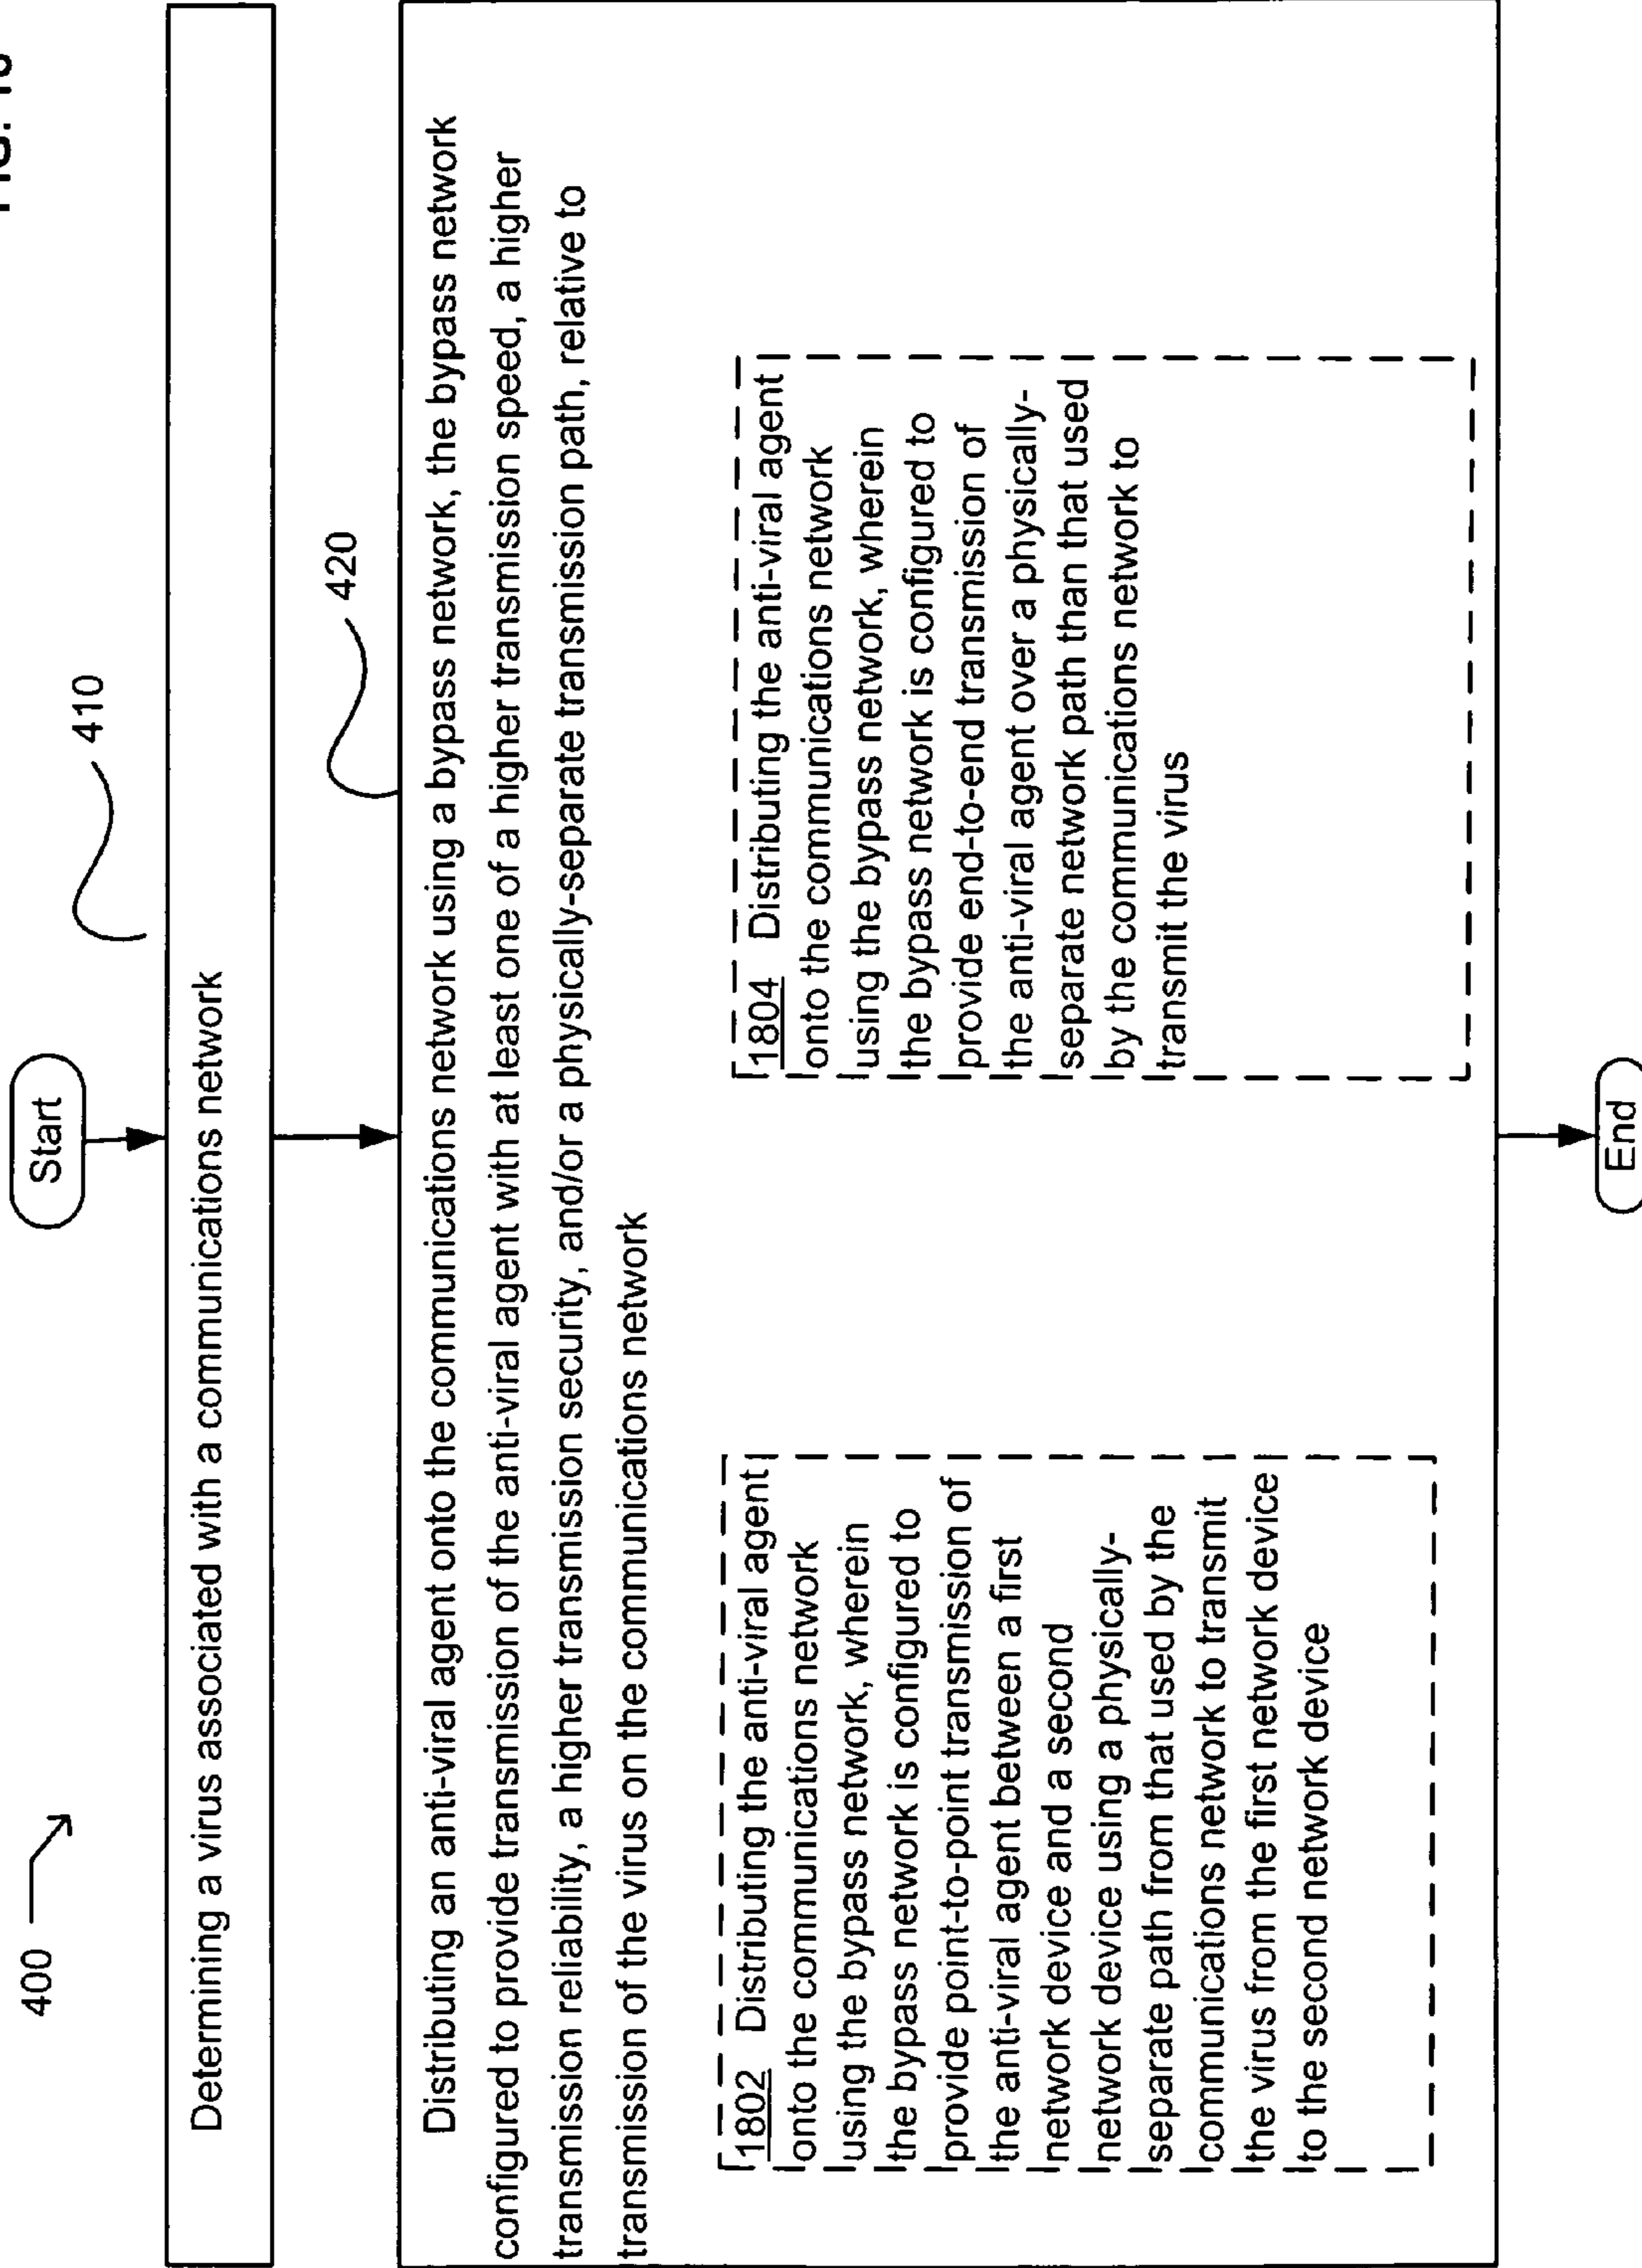 400
Start
410
Determining a virus associated with a communications network
420
Distributing an anti-viral agent onto the communications network using a bypass network, the bypass network
configured to provide transmission of the anti-viral agent with at least one of a higher transmission speed, a higher
transmission reliability, a higher transmission security, and/or a physically-separate transmission path, relative to
transmission of the virus on the communications network
1802 Distributing the anti-viral agent
onto the communications network
using the bypass network, wherein
the bypass network is configured to
provide point-to-point transmission of
the anti-viral agent between a first
network device and a second
network device using a physically-
separate path from that used by the
communications network to transmit
the virus from the first network device
to the second network device
1804 Distributing the anti-viral agent
onto the communications network
using the bypass network, wherein
the bypass network is configured to
provide end-to-end transmission of
the anti-viral agent over a physically-
separate network path than that used
by the communications network to
transmit the virus
End